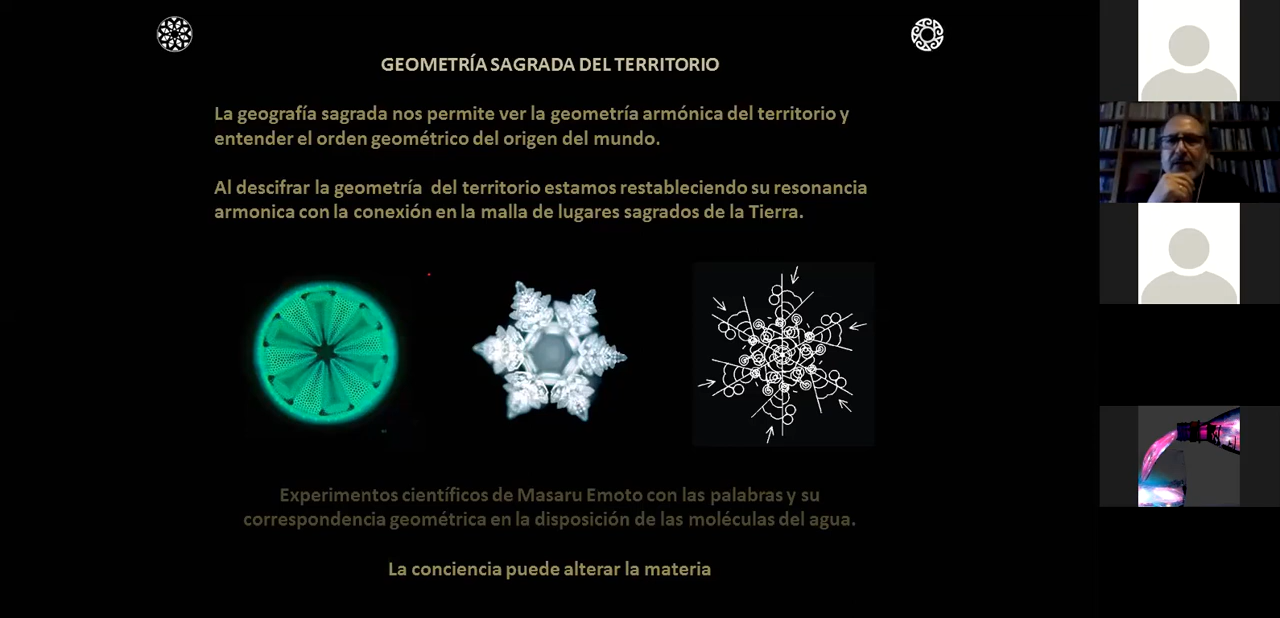 GEOMETRÍA SAGRADA DEL TERRITORIO
La geografía sagrada nos permite ver la geometría armónica del territorio y
entender el orden geométrico del origen del mundo.
Al descifrar la geometría del territorio estamos restableciendo su resonancia
armonica con la conexión en la malla de lugares sagrados de la Tierra.
Experimentos científicos de Masaru Emoto con las palabras y su
correspondencia geométrica en la disposición de las moléculas del agua.
La conciencia puede alterar la materia